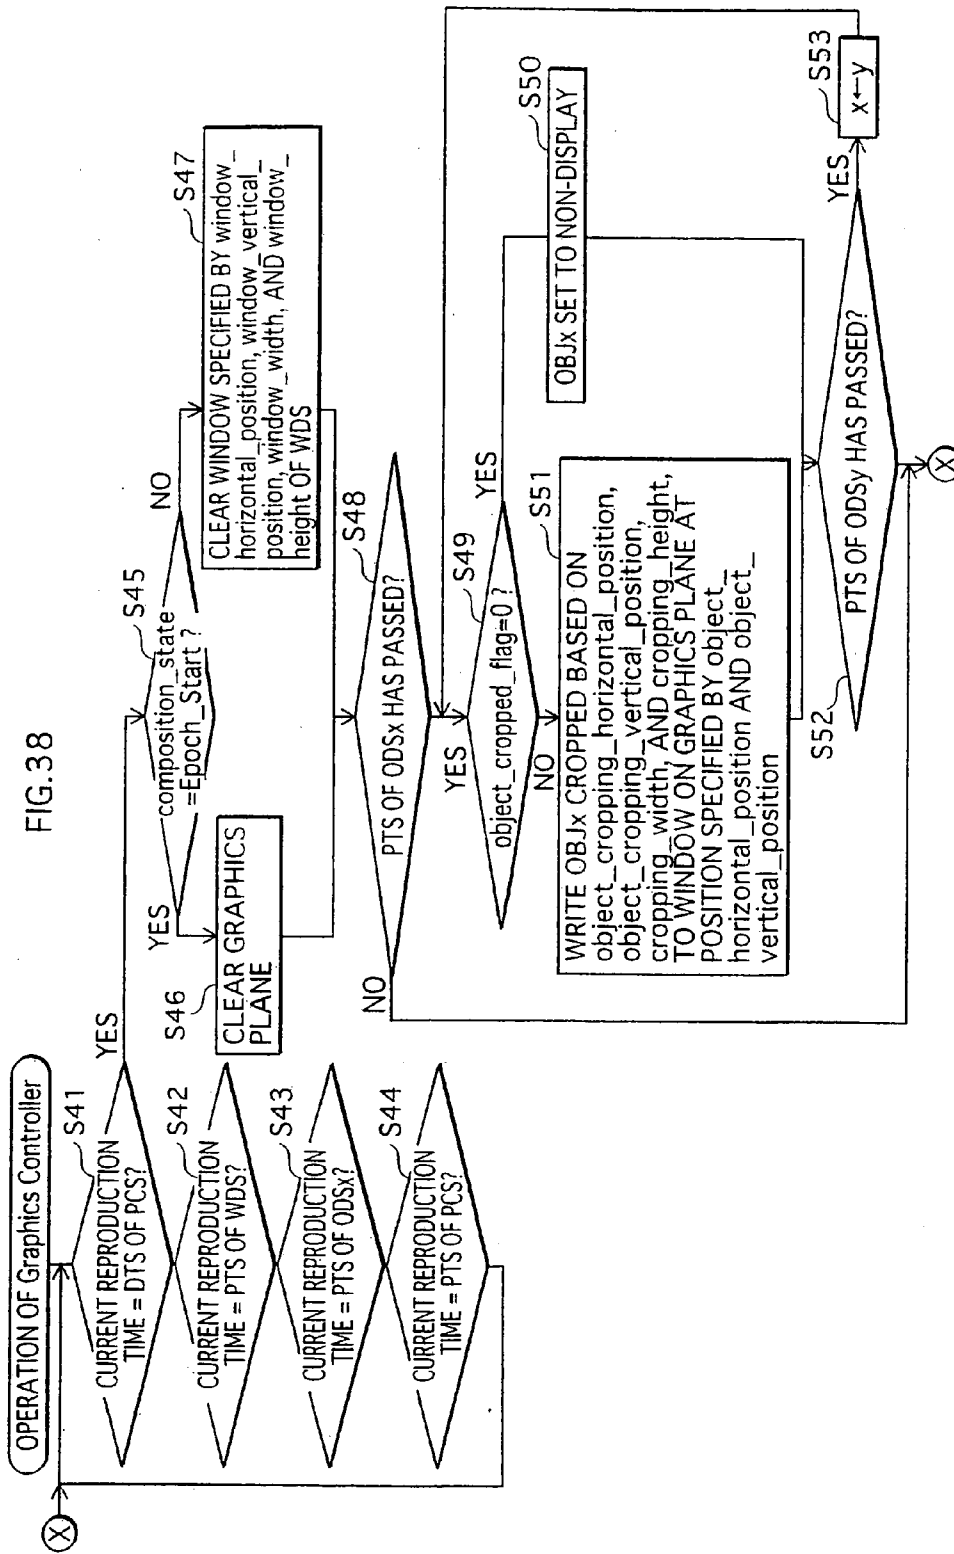 FIG.38
OPERATION OF Graphics Controller
X
S41
CURRENT REPRODUCTION
TIME = DTS OF PCS?
YES
S42
CURRENT REPRODUCTION
TIME = PTS OF WDS?
S43
CURRENT REPRODUCTION
TIME = PTS OF ODSx?
S44
CURRENT REPRODUCTION
TIME = PTS OF PCS?
S45
composition_state
=Epoch_Start ?
YES
NO
S46
CLEAR GRAPHICS
PLANE
S47
CLEAR WINDOW SPECIFIED BY window_
horizontal_position, window_vertical_
position, window_width, AND window_
height OF WDS
S48
PTS OF ODSx HAS PASSED?
NO
YES
S49
object_cropped_flag=0 ?
YES
NO
S50
OBJx SET TO NON-DISPLAY
S51
WRITE OBJx CROPPED BASED ON
object_cropping_horizontal_position,
object_cropping_vertical_position,
cropping_width, AND cropping_height,
TO WINDOW ON GRAPHICS PLANE AT
POSITION SPECIFIED BY object_
horizontal_position AND object_
vertical_position
S52
PTS OF ODSy HAS PASSED?
YES
S53
x←y
X